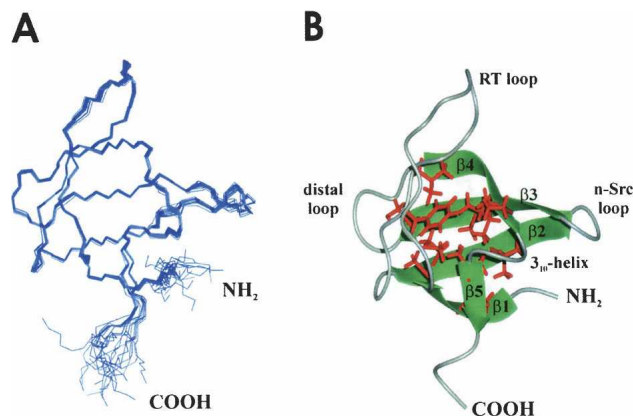 A
NH₂
COOH
B
RT loop
β4
distal
loop
β3
n-Src
loop
β2
3₁₀-helix
β5
β1
NH₂
COOH